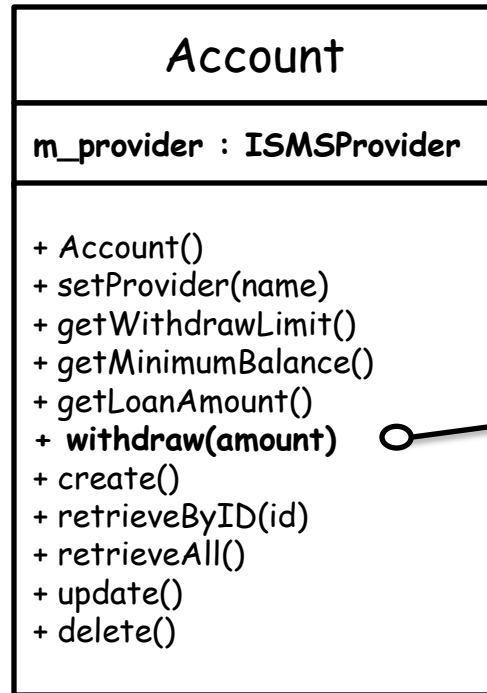 Account
m_provider : ISMSProvider
+ Account()
+ setProvider(name)
+ getWithdrawLimit()
+ getMinimumBalance()
+ getLoanAmount()
+ withdraw(amount)
+ create()
+ retrieveByID(id)
+ retrieveAll()
+ update()
+ delete()